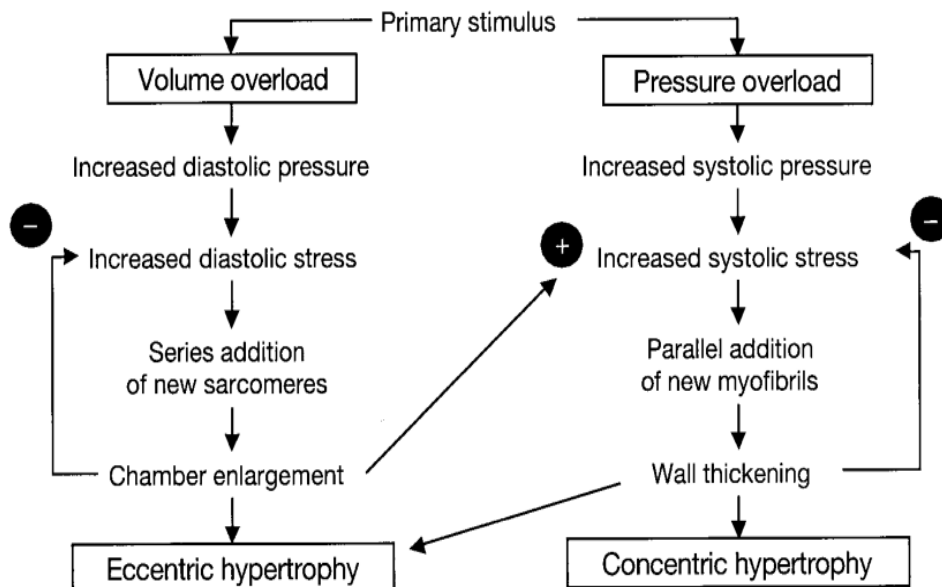 Primary stimulus
Volume overload
Pressure overload
Increased diastolic pressure
Increased systolic pressure
−
+
−
Increased diastolic stress
Increased systolic stress
Series addition
of new sarcomeres
Parallel addition
of new myofibrils
Chamber enlargement
Wall thickening
Eccentric hypertrophy
Concentric hypertrophy